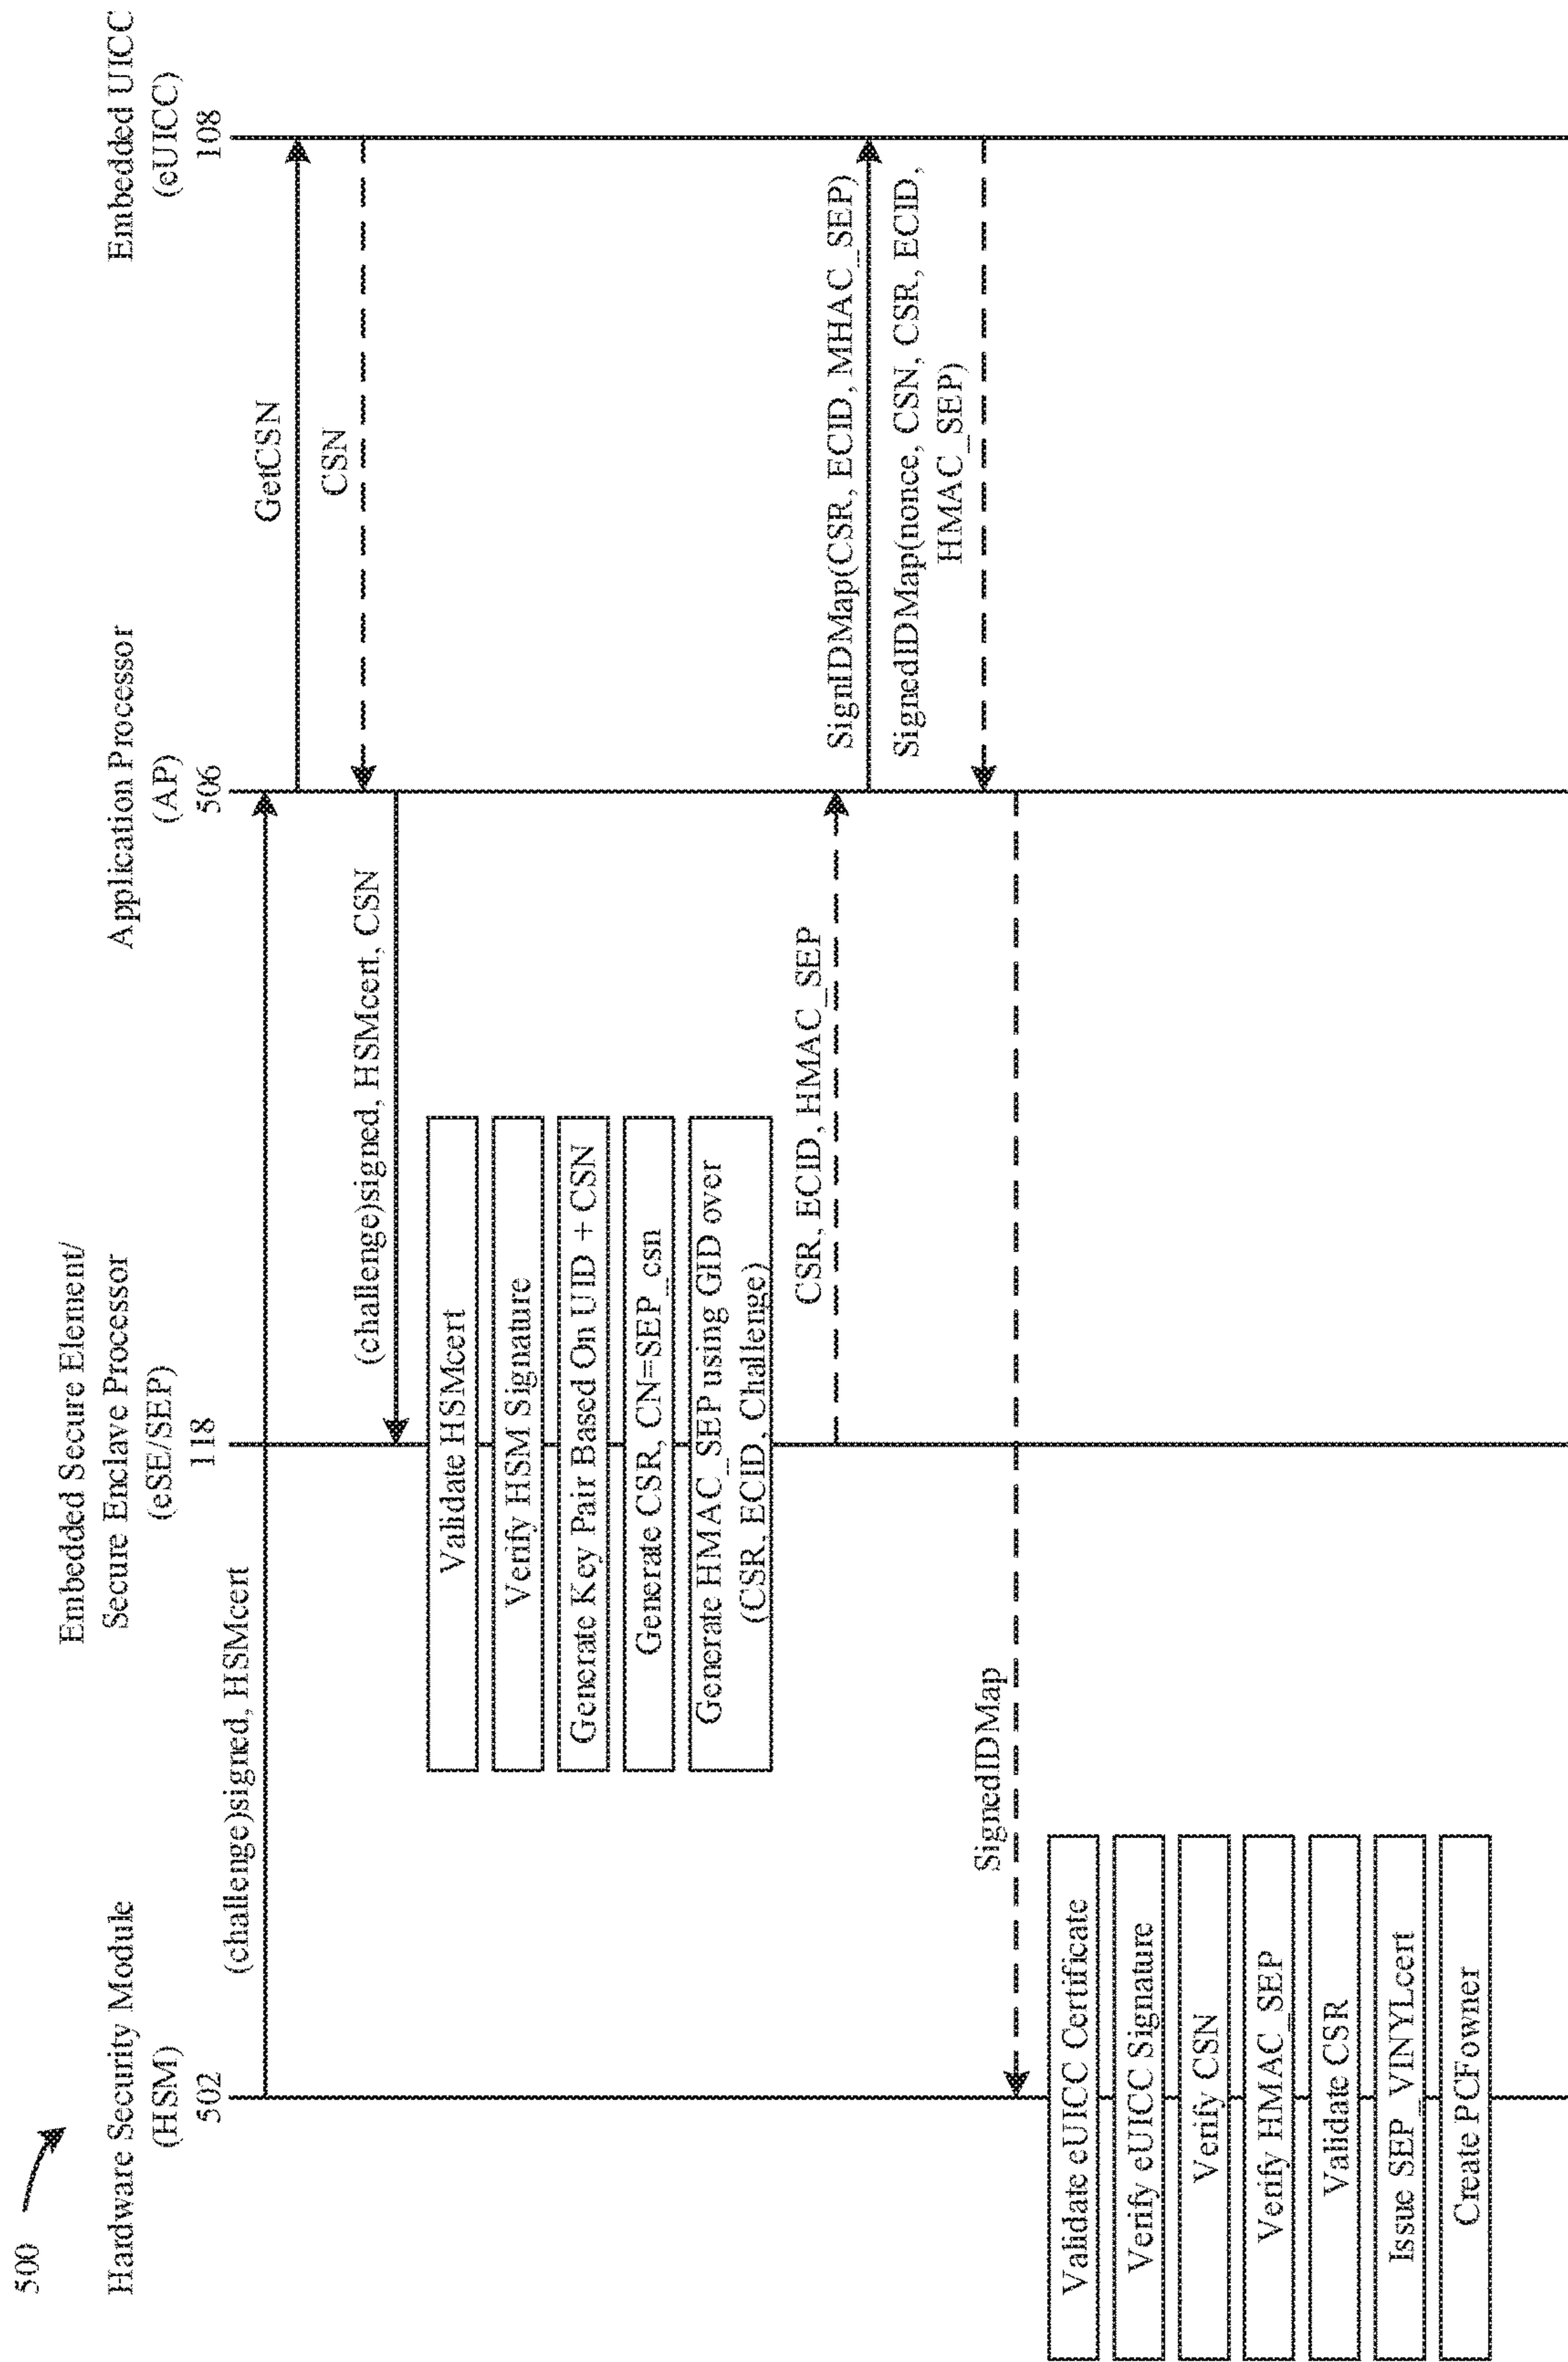 500
Hardware Security Module
(HSM)
502
Embedded Secure Element/
Secure Enclave Processor
(eSE/SEP)
118
Application Processor
(AP)
506
Embedded UICC
(eUICC)
108
(challenge)signed, HSMcert
GetCSN
CSN
(challenge)signed, HSMcert, CSN
Validate HSMcert
Verify HSM Signature
Generate Key Pair Based On UID + CSN
Generate CSR, CN=SEP_csn
Generate HMAC_SEP using GID over
(CSR, ECID, Challenge)
CSR, ECID, HMAC_SEP
SignIDMap(CSR, ECID, MHAC_SEP)
SignedIDMap(nonce, CSN, CSR, ECID,
HMAC_SEP)
SignedIDMap
Validate eUICC Certificate
Verify eUICC Signature
Verify CSN
Verify HMAC_SEP
Validate CSR
Issue SEP_VINYLcert
Create PCFowner